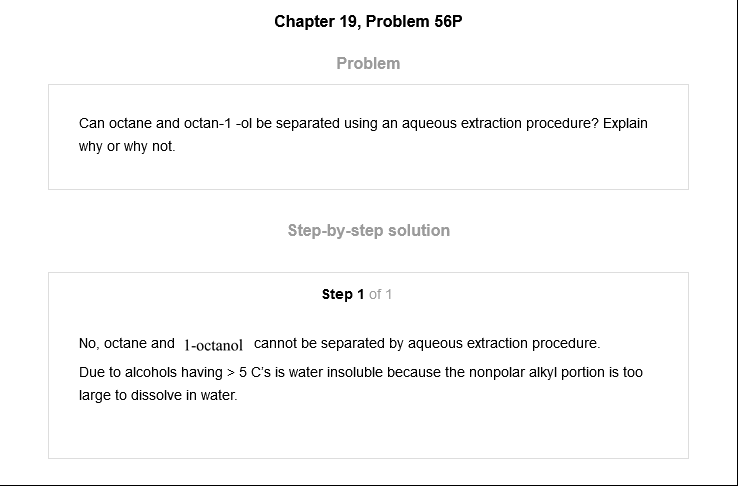 Chapter 19, Problem 56P
Problem
Can octane and octan-1 -ol be separated using an aqueous extraction procedure? Explain
why or why not.
Step-by-step solution
Step 1 of 1
No, octane and 1-octanol cannot be separated by aqueous extraction procedure.
Due to alcohols having > 5 C's is water insoluble because the nonpolar alkyl portion is too
large to dissolve in water.